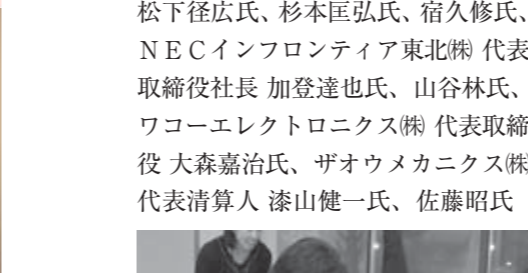 松下径広氏、杉本匡弘氏、宿久修氏、
ＮＥＣインフロンティア東北㈱ 代表
取締役社長 加登達也氏、山谷林氏、
ワコーエレクトロニクス㈱ 代表取締
役 大森嘉治氏、ザオウメカニクス㈱
代表清算人 漆山健一氏、佐藤昭氏